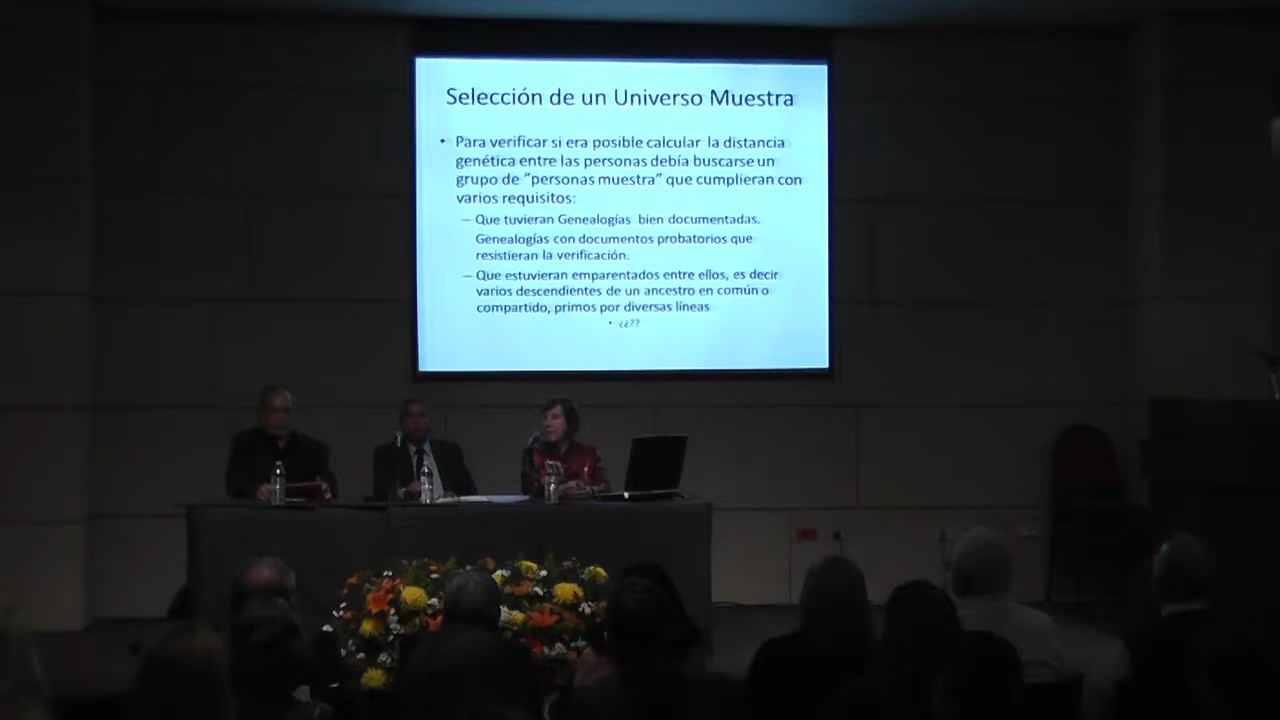 Selección de un Universo Muestra
• Para verificar si era posible calcular la distancia
genética entre las personas debía buscarse un
grupo de "personas muestra" que cumplieran con
varios requisitos:
– Que tuvieran Genealogías bien documentadas.
Genealogías con documentos probatorios que
resistieran la verificación.
– Que estuvieran emparentados entre ellos, es decir
varios descendientes de un ancestro en común o
compartido, primos por diversas líneas
• ¿¿??